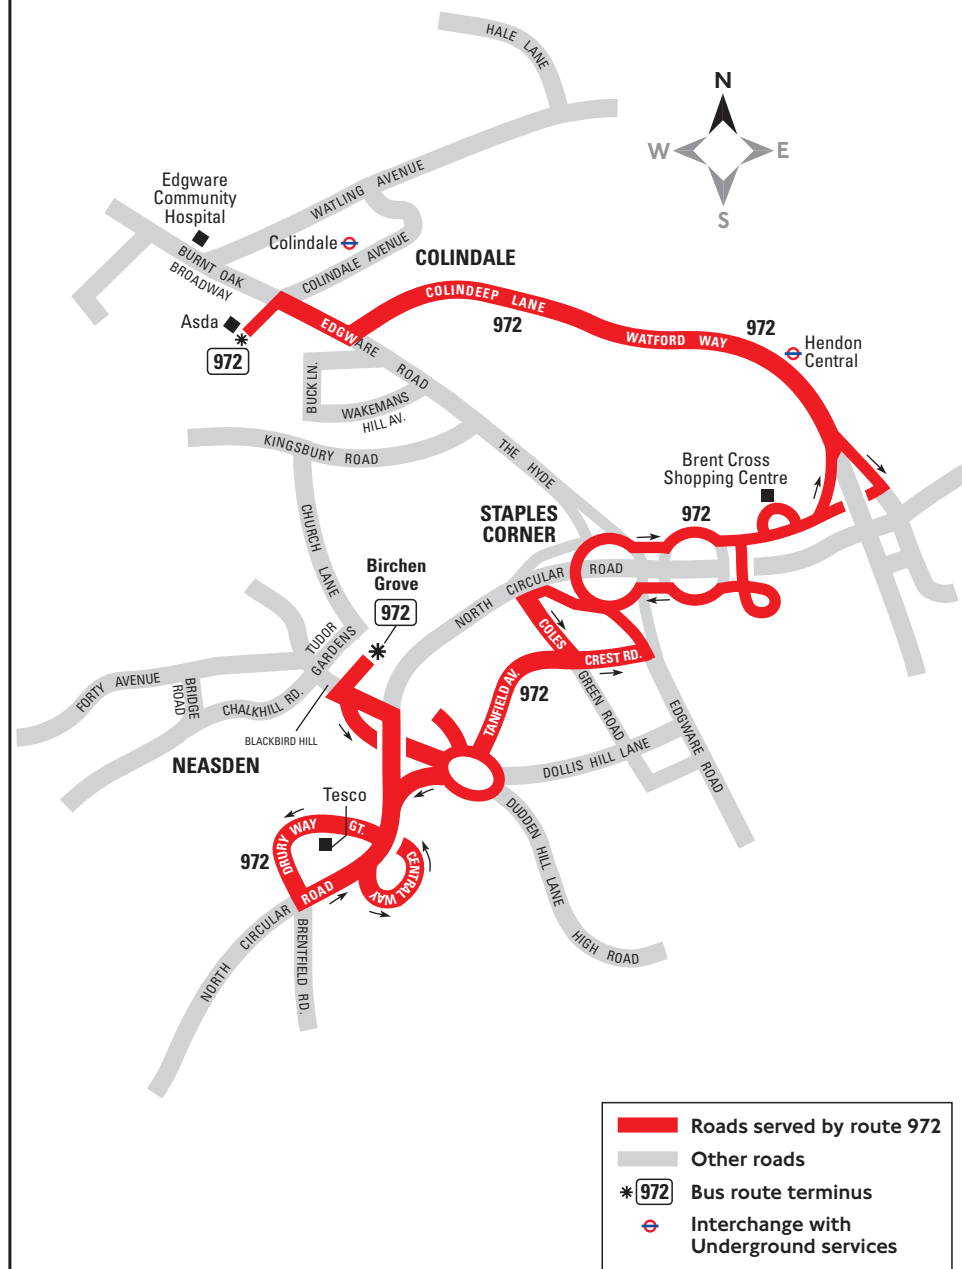 HALE LANE
N
W
E
S
Edgware
Community
Hospital
WATLING AVENUE
Colindale
COLINDALE AVENUE
BURNT OAK
BROADWAY
COLINDALE
COLINDEEP LANE
972
Asda
972
EDGWARE ROAD
WATFORD WAY
972
Hendon
Central
BUCK LN.
WAKEMANS
HILL AV.
KINGSBURY ROAD
THE HYDE
Brent Cross
Shopping Centre
CHURCH LANE
STAPLES
CORNER
972
Birchen
Grove
972
NORTH CIRCULAR ROAD
TUDOR
GARDENS
COLES
CREST RD.
GREEN ROAD
FORTY AVENUE
BRIDGE
ROAD
CHALKHILL RD.
BLACKBIRD HILL
TANFIELD AV.
972
EDGWARE ROAD
NEASDEN
DOLLIS HILL LANE
Tesco
DRURY WAY
GT.
CENTRAL WAY
972
DUDDEN HILL LANE
HIGH ROAD
NORTH CIRCULAR ROAD
BRENTFIELD RD.
Roads served by route 972
Other roads
972 Bus route terminus
Interchange with
Underground services